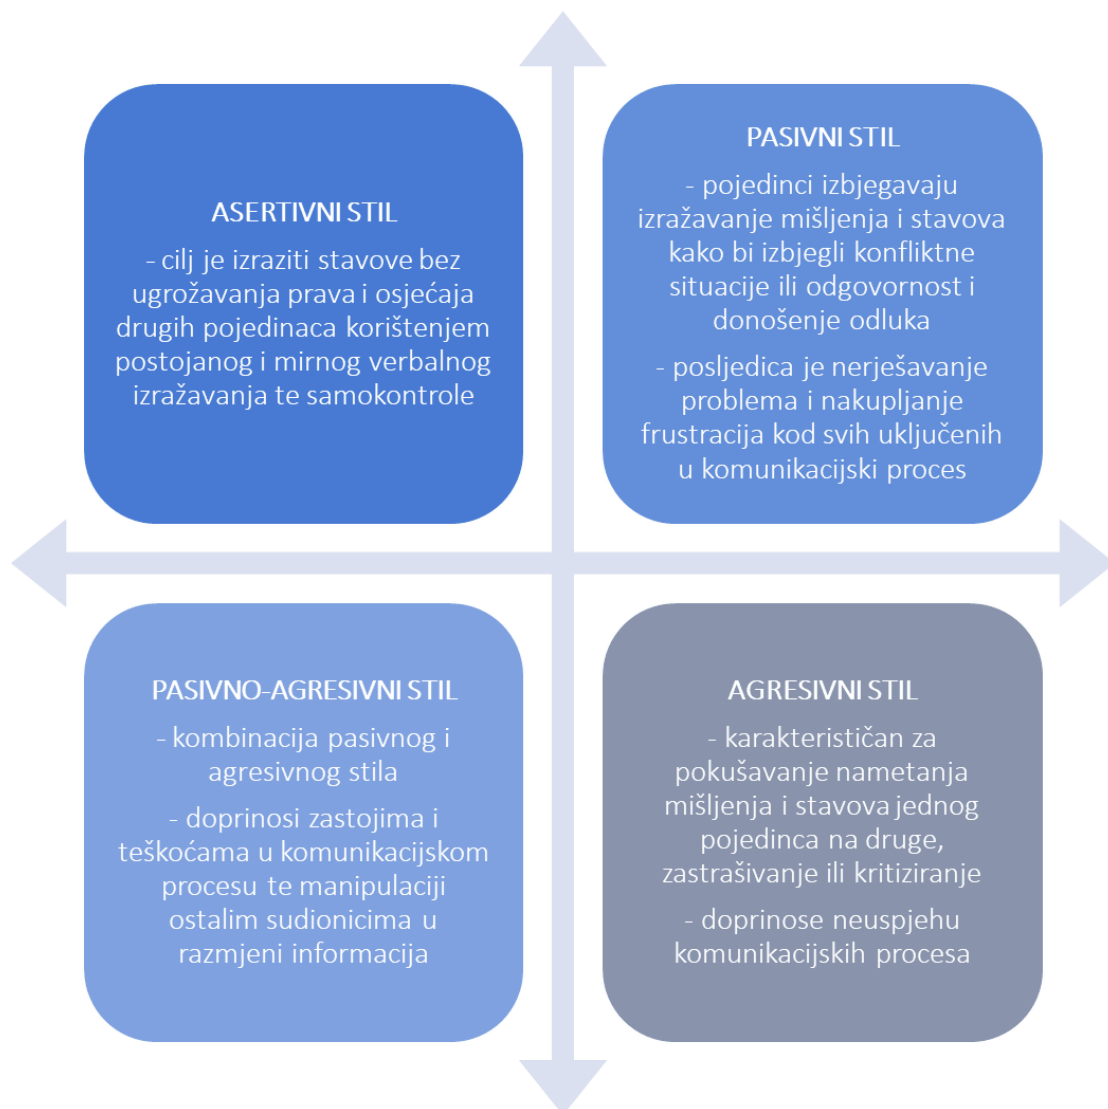 ASERTIVNI STIL
- cilj je izraziti stavove bez
ugrožavanja prava i osjećaja
drugih pojedinaca korištenjem
postojanog i mirnog verbalnog
izražavanja te samokontrole
PASIVNI STIL
- pojedinci izbjegavaju
izražavanje mišljenja i stavova
kako bi izbjegli konfliktne
situacije ili odgovornost i
donošenje odluka
- posljedica je nerješavanje
problema i nakupljanje
frustracija kod svih uključenih
u komunikacijski proces
PASIVNO-AGRESIVNI STIL
- kombinacija pasivnog i
agresivnog stila
- doprinosi zastojima i
teškoćama u komunikacijskom
procesu te manipulaciji
ostalim sudionicima u
razmjeni informacija
AGRESIVNI STIL
- karakterističan za
pokušavanje nametanja
mišljenja i stavova jednog
pojedinca na druge,
zastrašivanje ili kritiziranje
- doprinose neuspjehu
komunikacijskih procesa